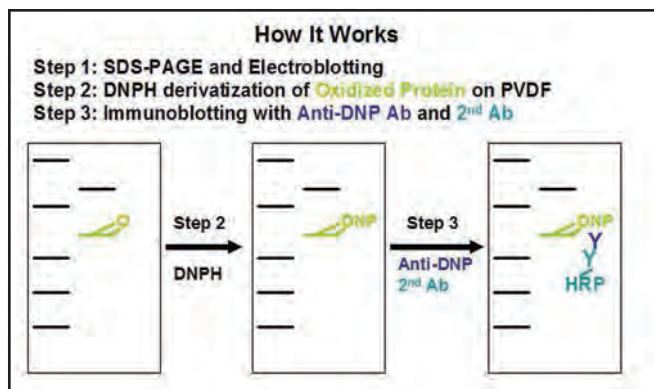 How It Works
Step 1: SDS-PAGE and Electroblotting
Step 2: DNPH derivatization of Oxidized Protein on PVDF
Step 3: Immunoblotting with Anti-DNP Ab and 2nd Ab
O
Step 2
DNPH
DNP
Step 3
Anti-DNP
2nd Ab
DNP
Y
Y
HRP